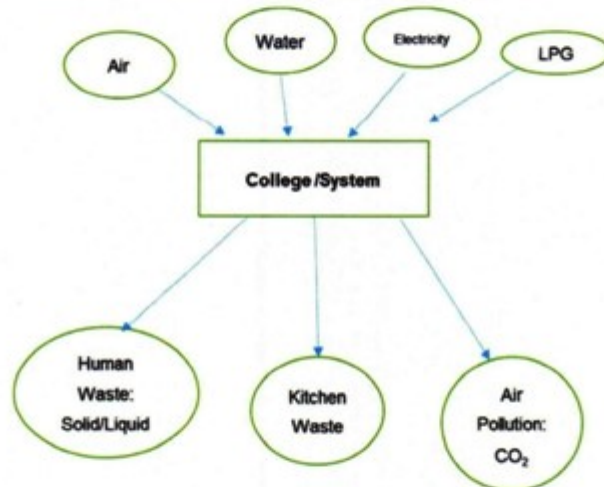 Air
Water
Electricity
LPG
College/System
Human
Waste:
Solid/Liquid
Kitchen
Waste
Air
Pollution:
CO₂